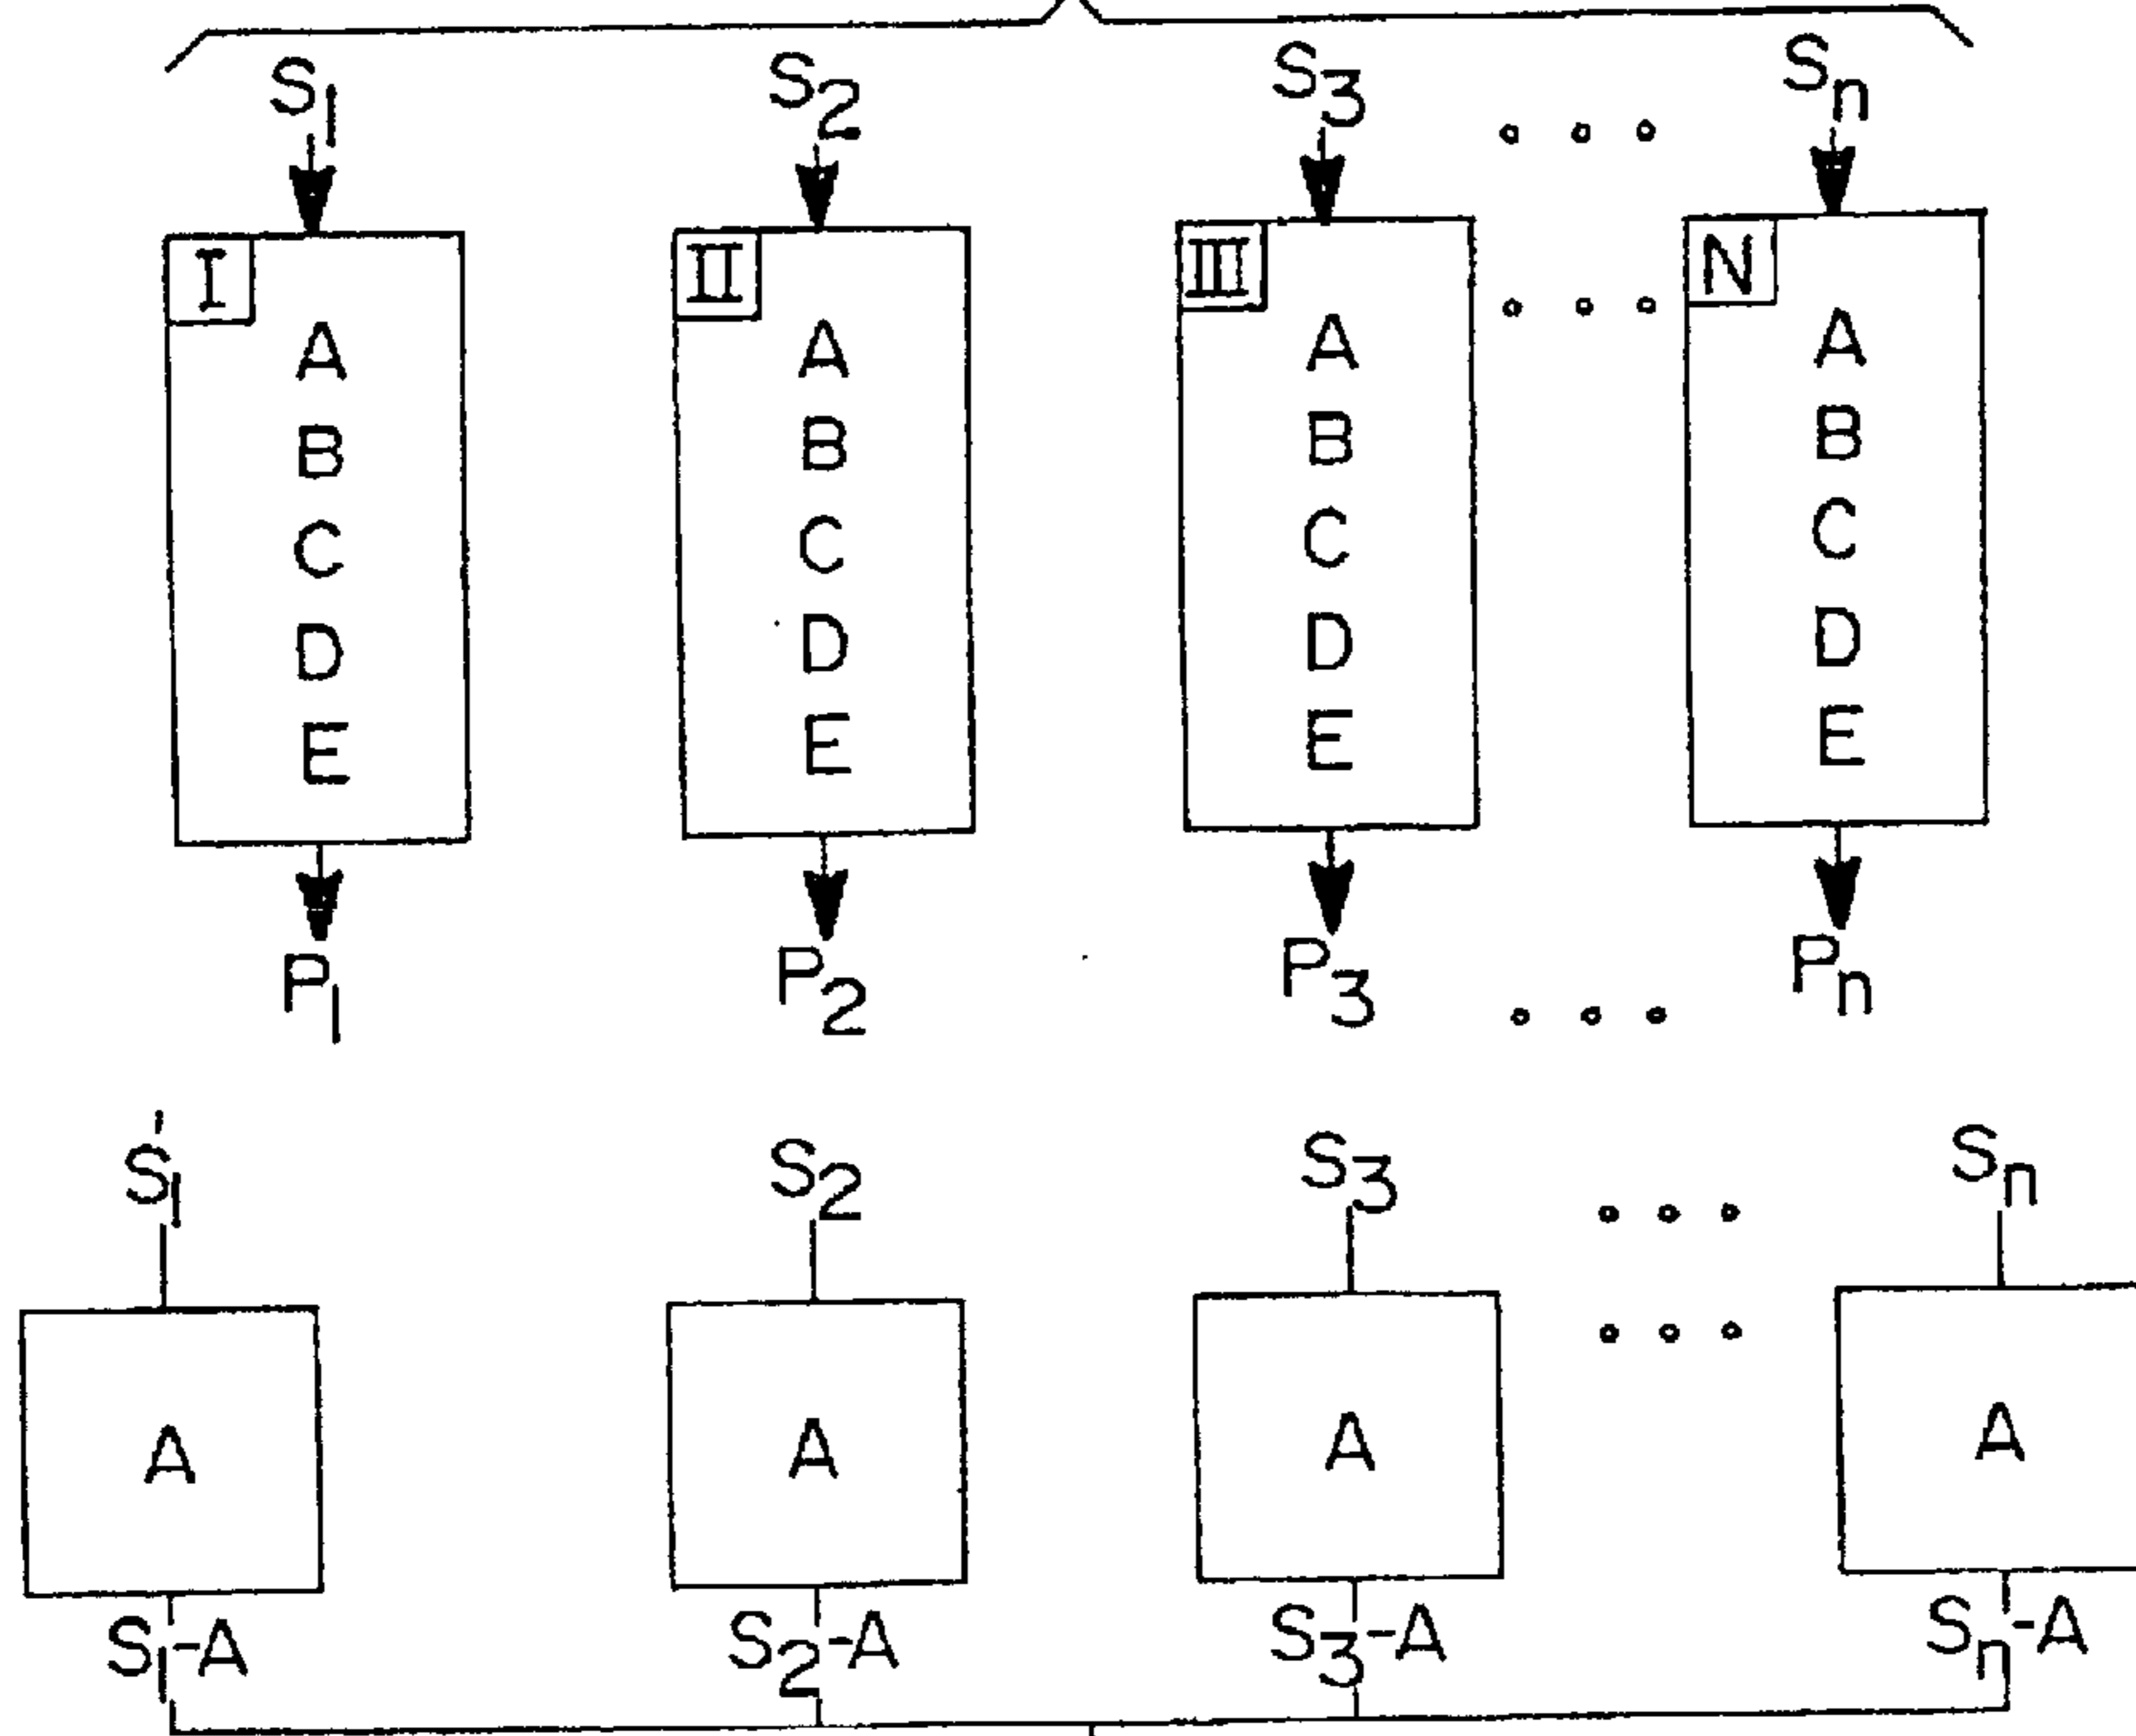 S1 S2 S3 Sn
I II III N
A A A A
B B B B
C C C C
D D D D
E E E E
P1 P2 P3 Pn
S1 S2 S3 Sn
A A A A
S1-A S2-A S3-A Sn-A